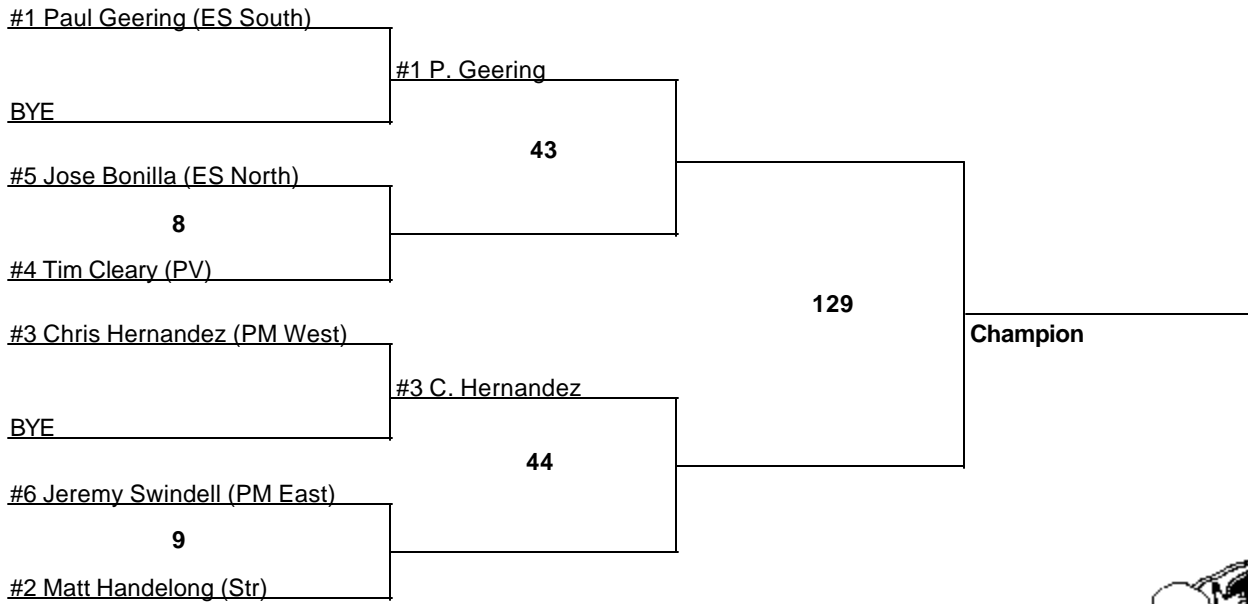 #1 Paul Geering (ES South)
#1 P. Geering
BYE
43
#5 Jose Bonilla (ES North)
8
#4 Tim Cleary (PV)
129
#3 Chris Hernandez (PM West)
Champion
#3 C. Hernandez
BYE
44
#6 Jeremy Swindell (PM East)
9
#2 Matt Handelong (Str)